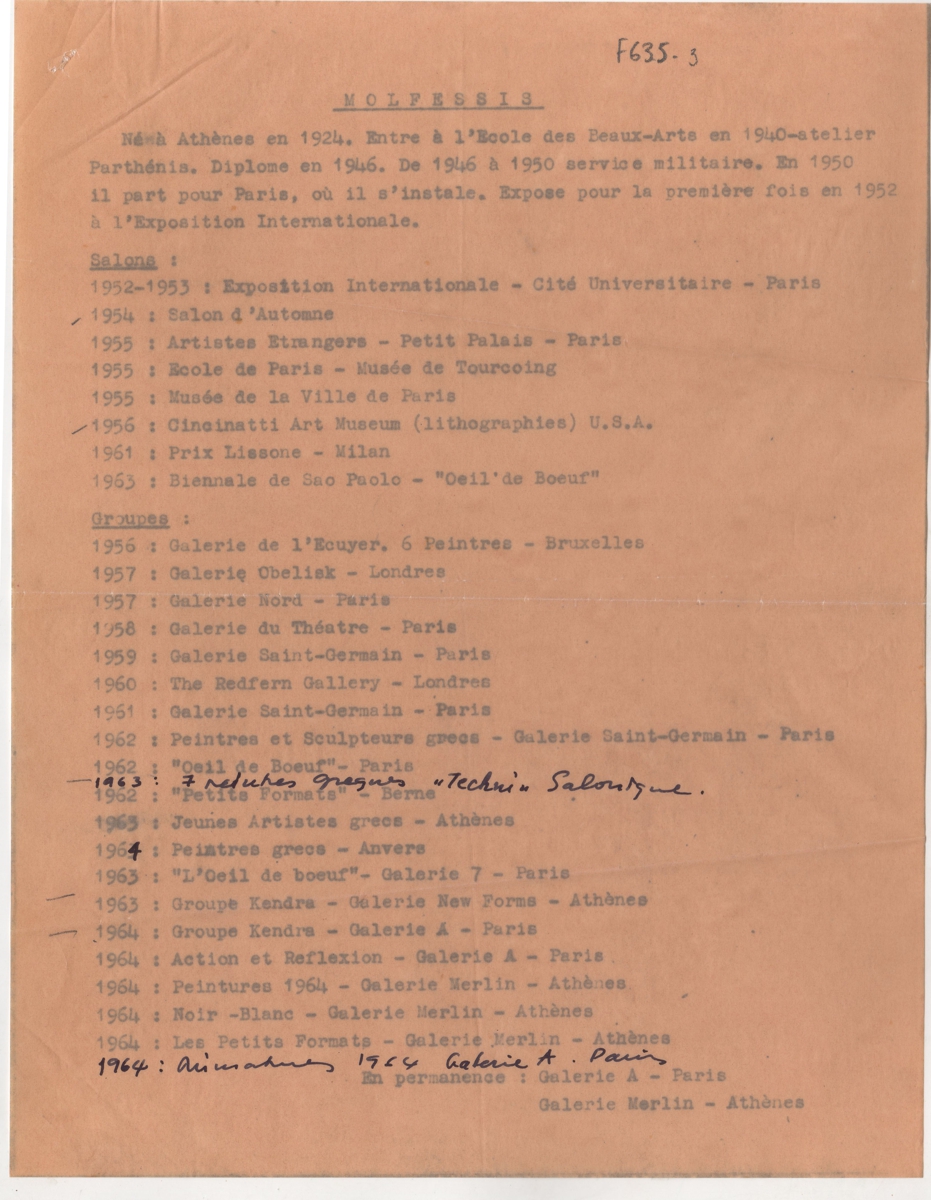 F635-3
MOLFESSIS
Né à Athènes en 1924. Entre à l'Ecole des Beaux-Arts en 1940-atelier
Parthénis. Diplome en 1946. De 1946 à 1950 service militaire. En 1950
il part pour Paris, où il s'instale. Expose pour la première fois en 1952
à l'Exposition Internationale.
Salons :
1952-1953 : Exposition Internationale - Cité Universitaire - Paris
1954 : Salon d'Automne
1955 : Artistes Etrangers - Petit Palais - Paris
1955 : Ecole de Paris - Musée de Tourcoing
1955 : Musée de la Ville de Paris
1956 : Cincinatti Art Museum (lithographies) U.S.A.
1961 : Prix Lissone - Milan
1963 : Biennale de Sao Paolo - "Oeil de Boeuf"
Groupes :
1956 : Galerie de l'Ecuyer. 6 Peintres - Bruxelles
1957 : Galerie Obelisk - Londres
1957 : Galerie Nord - Paris
1958 : Galerie du Théatre - Paris
1959 : Galerie Saint-Germain - Paris
1960 : The Redfern Gallery - Londres
1961 : Galerie Saint-Germain - Paris
1962 : Peintres et Sculpteurs grecs - Galerie Saint-Germain - Paris
1962 : "Oeil de Boeuf"- Paris
1963 : 7 peintres greques "Techni" Salonique.
1962 : "Petits Formats" - Berne
1963 : Jeunes Artistes grecs - Athènes
1964 : Peintres grecs - Anvers
1963 : "L'Oeil de boeuf"- Galerie 7 - Paris
1963 : Groupe Kendra - Galerie New Forms - Athènes
1964 : Groupe Kendra - Galerie A - Paris
1964 : Action et Reflexion - Galerie A - Paris
1964 : Peintures 1964 - Galerie Merlin - Athènes
1964 : Noir -Blanc - Galerie Merlin - Athènes
1964 : Les Petits Formats - Galerie Merlin - Athènes
1964 : 1964 Galerie A. Paris
En permanence : Galerie A - Paris
Galerie Merlin - Athènes